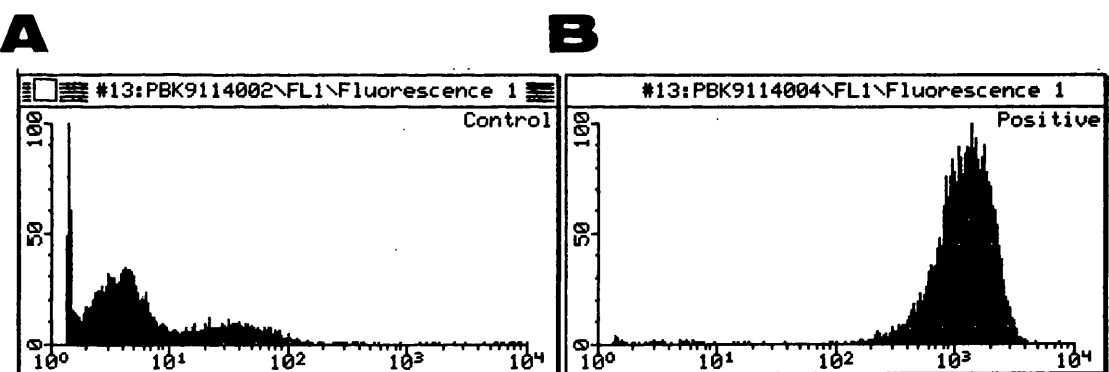 A B
#13:PBK9114002\FL1\Fluorescence 1
Control
100
50
0
10⁰ 10¹ 10² 10³ 10⁴
#13:PBK9114004\FL1\Fluorescence 1
Positive
100
50
0
10⁰ 10¹ 10² 10³ 10⁴